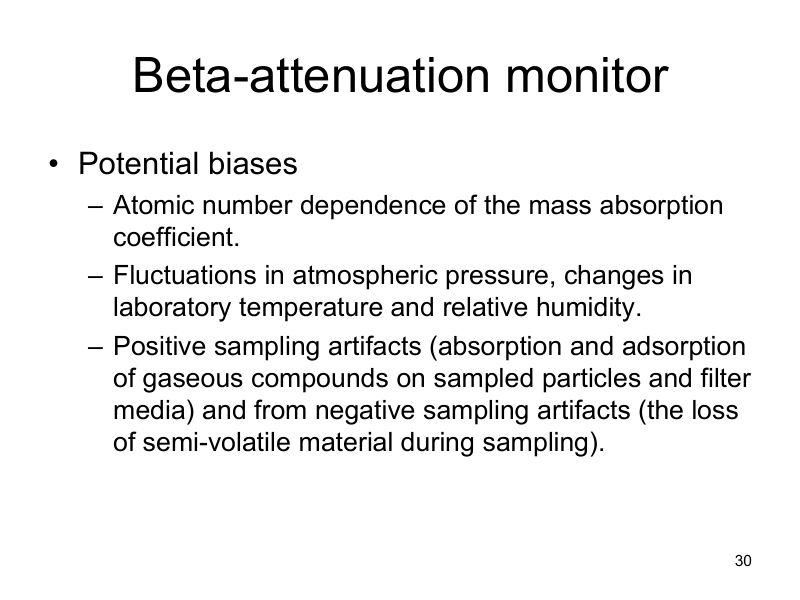 Beta-attenuation monitor
• Potential biases
– Atomic number dependence of the mass absorption
coefficient.
– Fluctuations in atmospheric pressure, changes in
laboratory temperature and relative humidity.
– Positive sampling artifacts (absorption and adsorption
of gaseous compounds on sampled particles and filter
media) and from negative sampling artifacts (the loss
of semi-volatile material during sampling).
30